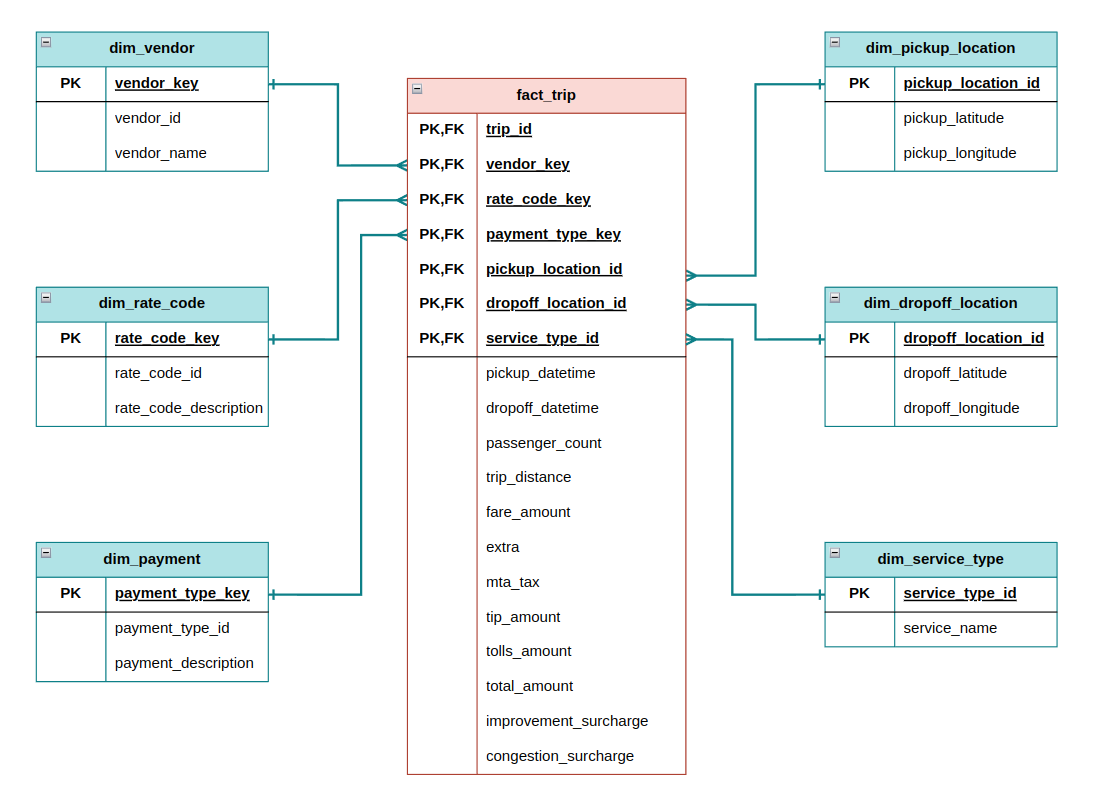 dim_vendor
PK vendor_key
vendor_id
vendor_name
dim_rate_code
PK rate_code_key
rate_code_id
rate_code_description
dim_payment
PK payment_type_key
payment_type_id
payment_description
fact_trip
PK,FK trip_id
PK,FK vendor_key
PK,FK rate_code_key
PK,FK payment_type_key
PK,FK pickup_location_id
PK,FK dropoff_location_id
PK,FK service_type_id
pickup_datetime
dropoff_datetime
passenger_count
trip_distance
fare_amount
extra
mta_tax
tip_amount
tolls_amount
total_amount
improvement_surcharge
congestion_surcharge
dim_pickup_location
PK pickup_location_id
pickup_latitude
pickup_longitude
dim_dropoff_location
PK dropoff_location_id
dropoff_latitude
dropoff_longitude
dim_service_type
PK service_type_id
service_name